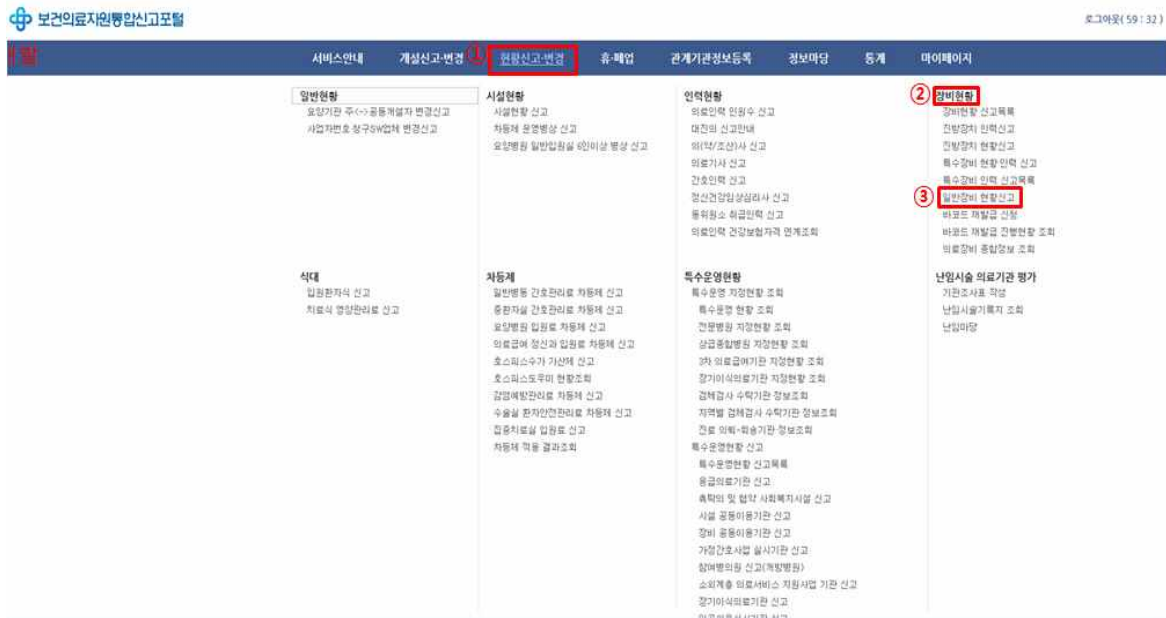 보건의료자원통합신고포털
로그아웃( 59 : 32 )
서비스안내 개설신고·변경 ① 현황신고·변경 휴·폐업 관계기관정보등록 정보마당 통계 마이페이지
일반현황
요양기관 주<->공동개설자 변경신고
사업자번호 청구SW업체 변경신고
시설현황
시설현황 신고
차등제 운영병상 신고
요양병원 일반입원실 6인이상 병상 신고
인력현황
의료인력 인원수 신고
대진의 신고안내
의(약/조산)사 신고
의료기사 신고
간호인력 신고
정신건강임상심리사 신고
동위원소 취급인력 신고
의료인력 건강보험자격 연계조회
② 장비현황
장비현황 신고목록
진방장치 인력신고
진방장치 현황신고
특수장비 현황 인력 신고
특수장비 인력 신고목록
③ 일반장비 현황신고
바코드 재발급 신청
바코드 재발급 진행현황 조회
의료장비 종합정보 조회
식대
입원환자식 신고
치료식 영양관리료 신고
차등제
일반병동 간호관리료 차등제 신고
중환자실 간호관리료 차등제 신고
요양병원 입원료 차등제 신고
의료급여 정신과 입원료 차등제 신고
호스피스수가 가산제 신고
호스피스도우미 현황조회
감염예방관리료 차등제 신고
수술실 환자안전관리료 차등제 신고
집중치료실 입원료 신고
차등제 적용 결과조회
특수운영현황
특수운영 지정현황 조회
특수운영 현황 조회
전문병원 지정현황 조회
상급종합병원 지정현황 조회
3차 의료급여기관 지정현황 조회
장기이식의료기관 지정현황 조회
검체검사 수탁기관 정보조회
지역별 검체검사 수탁기관 정보조회
진료 의뢰-회송기관 정보조회
특수운영현황 신고
특수운영현황 신고목록
응급의료기관 신고
촉탁의 및 협약 사회복지시설 신고
시설 공동이용기관 신고
장비 공동이용기관 신고
가정간호사업 실시기관 신고
참여병의원 신고(개방병원)
소외계층 의료서비스 지원사업 기관 신고
장기이식의료기관 신고
난임시술 의료기관 평가
기관조사표 작성
난임시술기록지 조회
난임마당